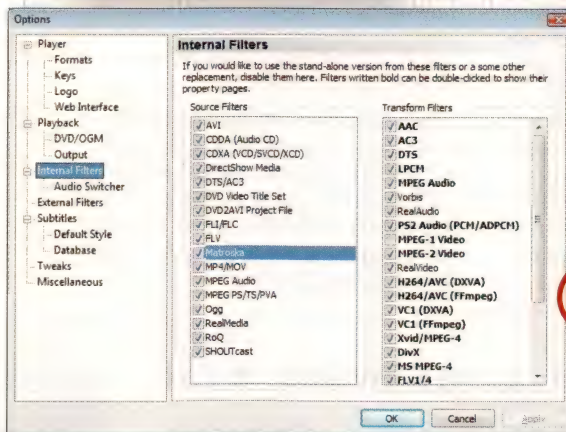 Options
Player
Formats
Keys
Logo
Web Interface
Playback
DVD/OGM
Output
Internal Filters
Audio Switcher
External Filters
Subtitles
Default Style
Database
Tweaks
Miscellaneous
Internal Filters
If you would like to use the stand-alone version from these filters or a some other
replacement, disable them here. Filters written bold can be double-clicked to show their
property pages.
Source Filters
AVI
CDDA (Audio CD)
CDXA (VCD/SVCD/XCD)
DirectShow Media
DTS/AC3
DVD Video Title Set
DVD2AVI Project File
FLI/FLC
FLV
Matroska
MP4/MOV
MPEG Audio
MPEG PS/TS/PVA
Ogg
RealMedia
RoQ
SHOUTcast
Transform Filters
AAC
AC3
DTS
LPCM
MPEG Audio
Vorbis
RealAudio
PS2 Audio (PCM/ADPCM)
MPEG-1 Video
MPEG-2 Video
RealVideo
H264/AVC (DXVA)
H264/AVC (FFmpeg)
VC1 (DXVA)
VC1 (FFmpeg)
Xvid/MPEG-4
DivX
MS MPEG-4
FLV1/4
OK
Cancel
Apply